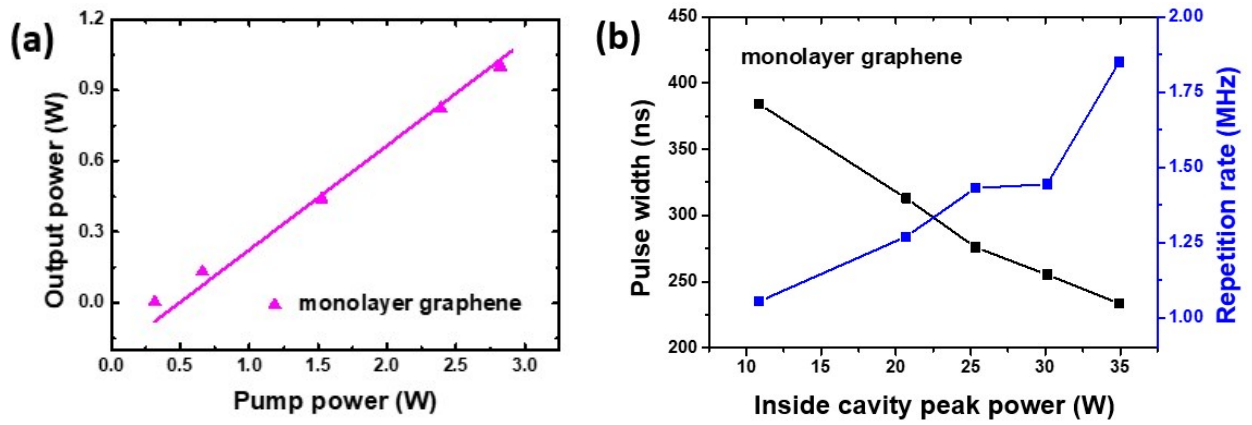 (a)
1.2
0.9
0.6
0.3
0.0
Output power (W)
monolayer graphene
0.0 0.5 1.0 1.5 2.0 2.5 3.0
Pump power (W)
(b)
450
400
350
300
250
200
Pulse width (ns)
monolayer graphene
2.00
1.75
1.50
1.25
1.00
Repetition rate (MHz)
10 15 20 25 30 35
Inside cavity peak power (W)